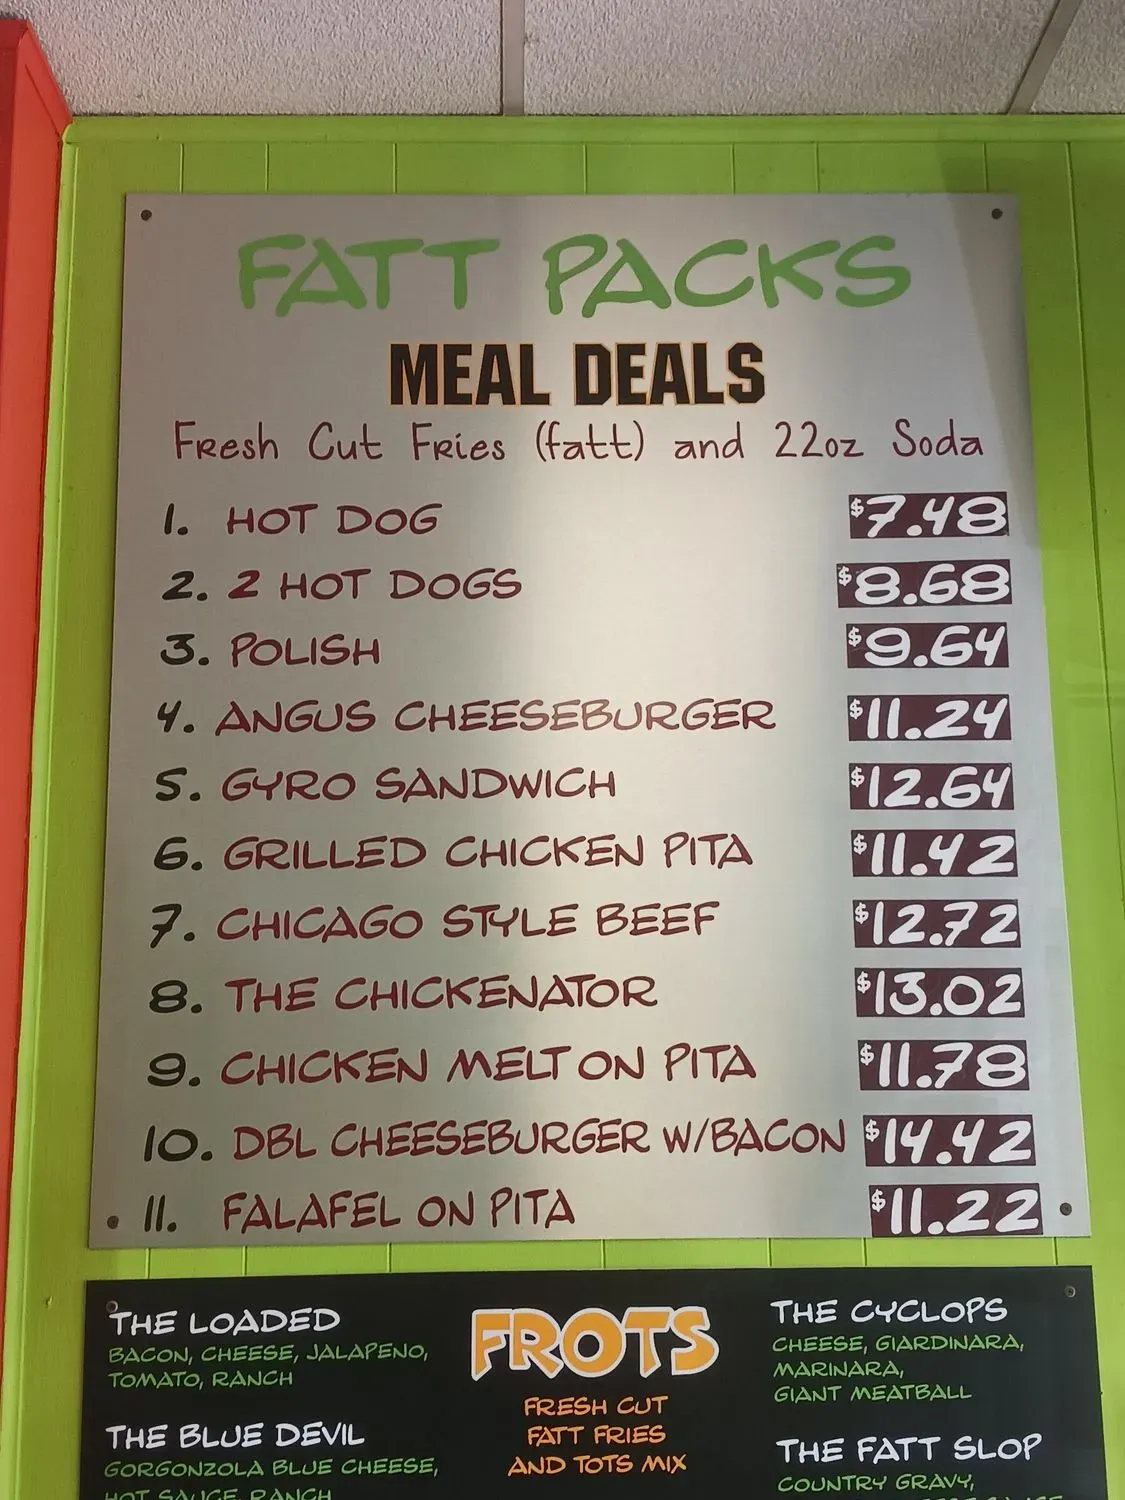 FATT PACKS
MEAL DEALS
Fresh Cut Fries (fatt) and 22oz Soda
1. HOT DOG $7.48
2. 2 HOT DOGS $8.68
3. POLISH $9.64
4. ANGUS CHEESEBURGER $11.24
5. GYRO SANDWICH $12.64
6. GRILLED CHICKEN PITA $11.42
7. CHICAGO STYLE BEEF $12.72
8. THE CHICKENATOR $13.02
9. CHICKEN MELT ON PITA $11.78
10. DBL CHEESEBURGER W/BACON $14.42
11. FALAFEL ON PITA $11.22
THE LOADED
BACON, CHEESE, JALAPENO,
TOMATO, RANCH
THE BLUE DEVIL
GORGONZOLA BLUE CHEESE,
HOT SAUCE, RANCH
FROTS
FRESH CUT
FATT FRIES
AND TOTS MIX
THE CYCLOPS
CHEESE, GIARDINARA,
MARINARA,
GIANT MEATBALL
THE FATT SLOP
COUNTRY GRAVY,